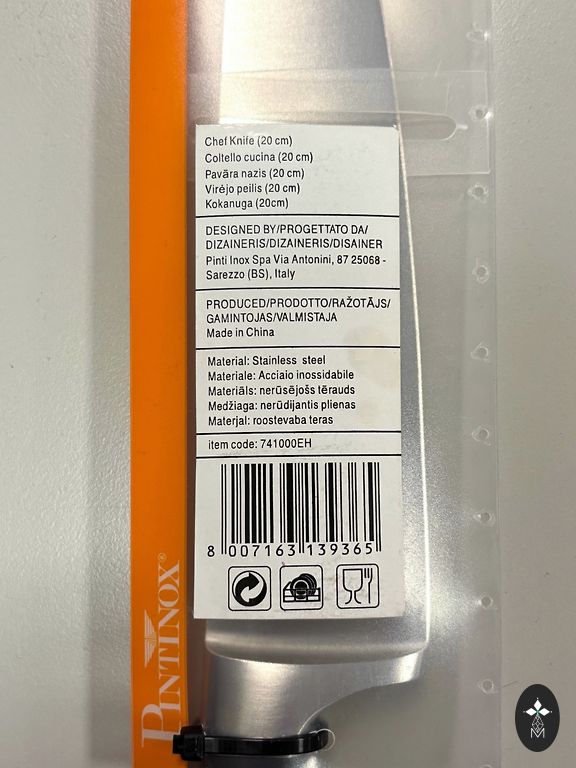 Chef Knife (20 cm)
Coltello cucina (20 cm)
Pavāra nazis (20 cm)
Virėjo peilis (20 cm)
Kokanuga (20cm)
DESIGNED BY/PROGETTATO DA/
DIZAINERIS/DIZAINERIS/DISAINER
Pinti Inox Spa Via Antonini, 87 25068 -
Sarezzo (BS), Italy
PRODUCED/PRODOTTO/RAŽOTĀJS/
GAMINTOJAS/VALMISTAJA
Made in China
Material: Stainless steel
Materiale: Acciaio inossidabile
Materiāls: nerūsējošs tērauds
Medžiaga: nerūdijantis plienas
Materjal: roostevaba teras
item code: 741000EH
8 007163 139365
PINTINOX®
M